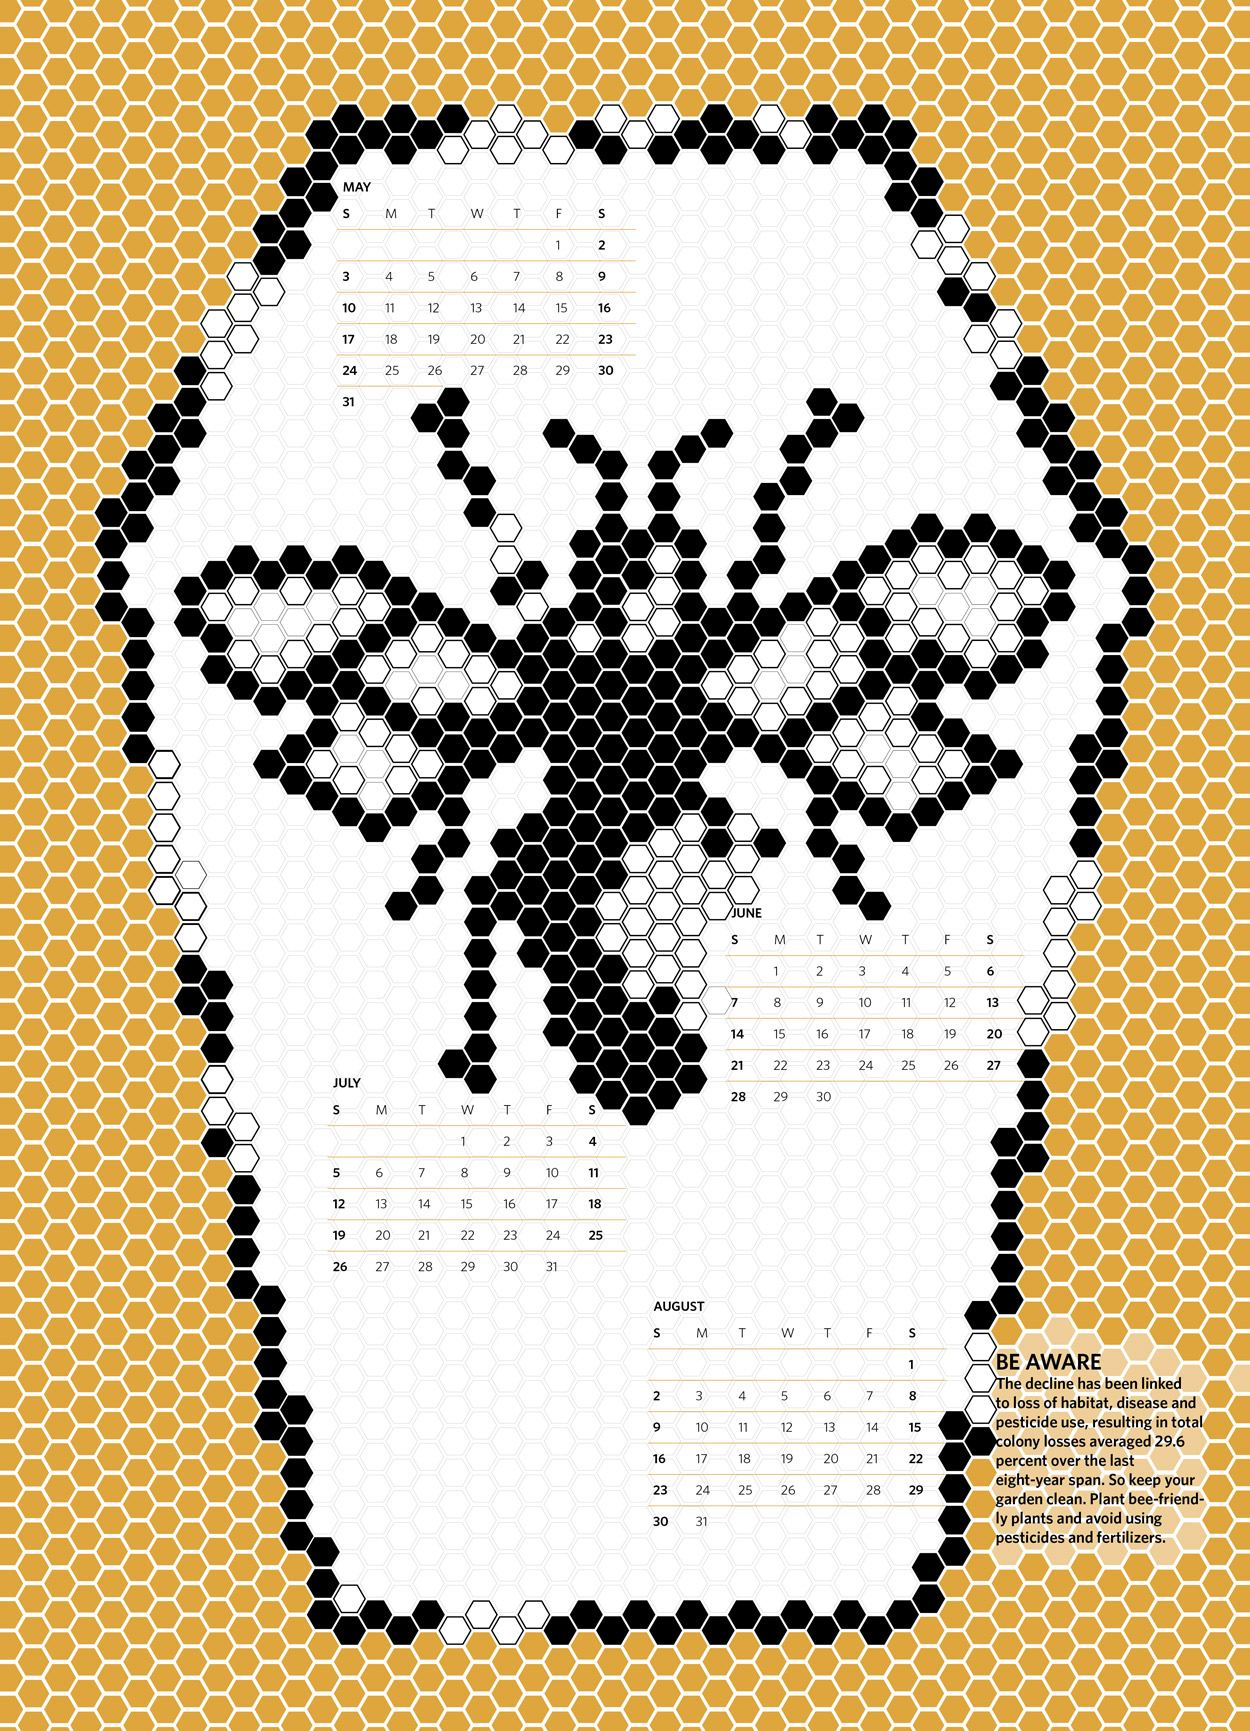 MAY
S M T W T F S
1 2
3 4 5 6 7 8 9
10 11 12 13 14 15 16
17 18 19 20 21 22 23
24 25 26 27 28 29 30
31
JUNE
S M T W T F S
1 2 3 4 5 6
7 8 9 10 11 12 13
14 15 16 17 18 19 20
21 22 23 24 25 26 27
28 29 30
JULY
S M T W T F S
1 2 3 4
5 6 7 8 9 10 11
12 13 14 15 16 17 18
19 20 21 22 23 24 25
26 27 28 29 30 31
AUGUST
S M T W T F S
1
2 3 4 5 6 7 8
9 10 11 12 13 14 15
16 17 18 19 20 21 22
23 24 25 26 27 28 29
30 31
BE AWARE
The decline has been linked
to loss of habitat, disease and
pesticide use, resulting in total
colony losses averaged 29.6
percent over the last
eight-year span. So keep your
garden clean. Plant bee-friend-
ly plants and avoid using
pesticides and fertilizers.